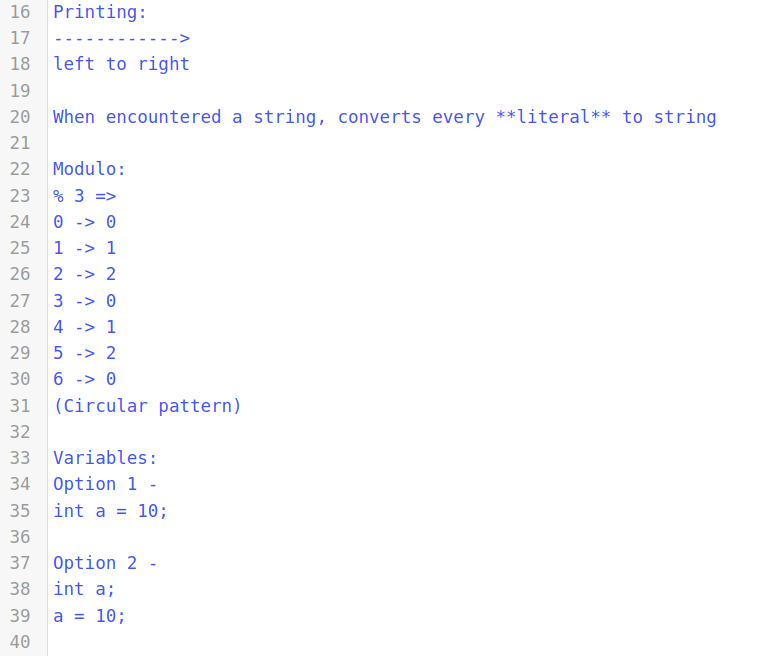 16 Printing:
17 ------------>
18 left to right
19
20 When encountered a string, converts every **literal** to string
21
22 Modulo:
23 % 3 =>
24 0 -> 0
25 1 -> 1
26 2 -> 2
27 3 -> 0
28 4 -> 1
29 5 -> 2
30 6 -> 0
31 (Circular pattern)
32
33 Variables:
34 Option 1 -
35 int a = 10;
36
37 Option 2 -
38 int a;
39 a = 10;
40